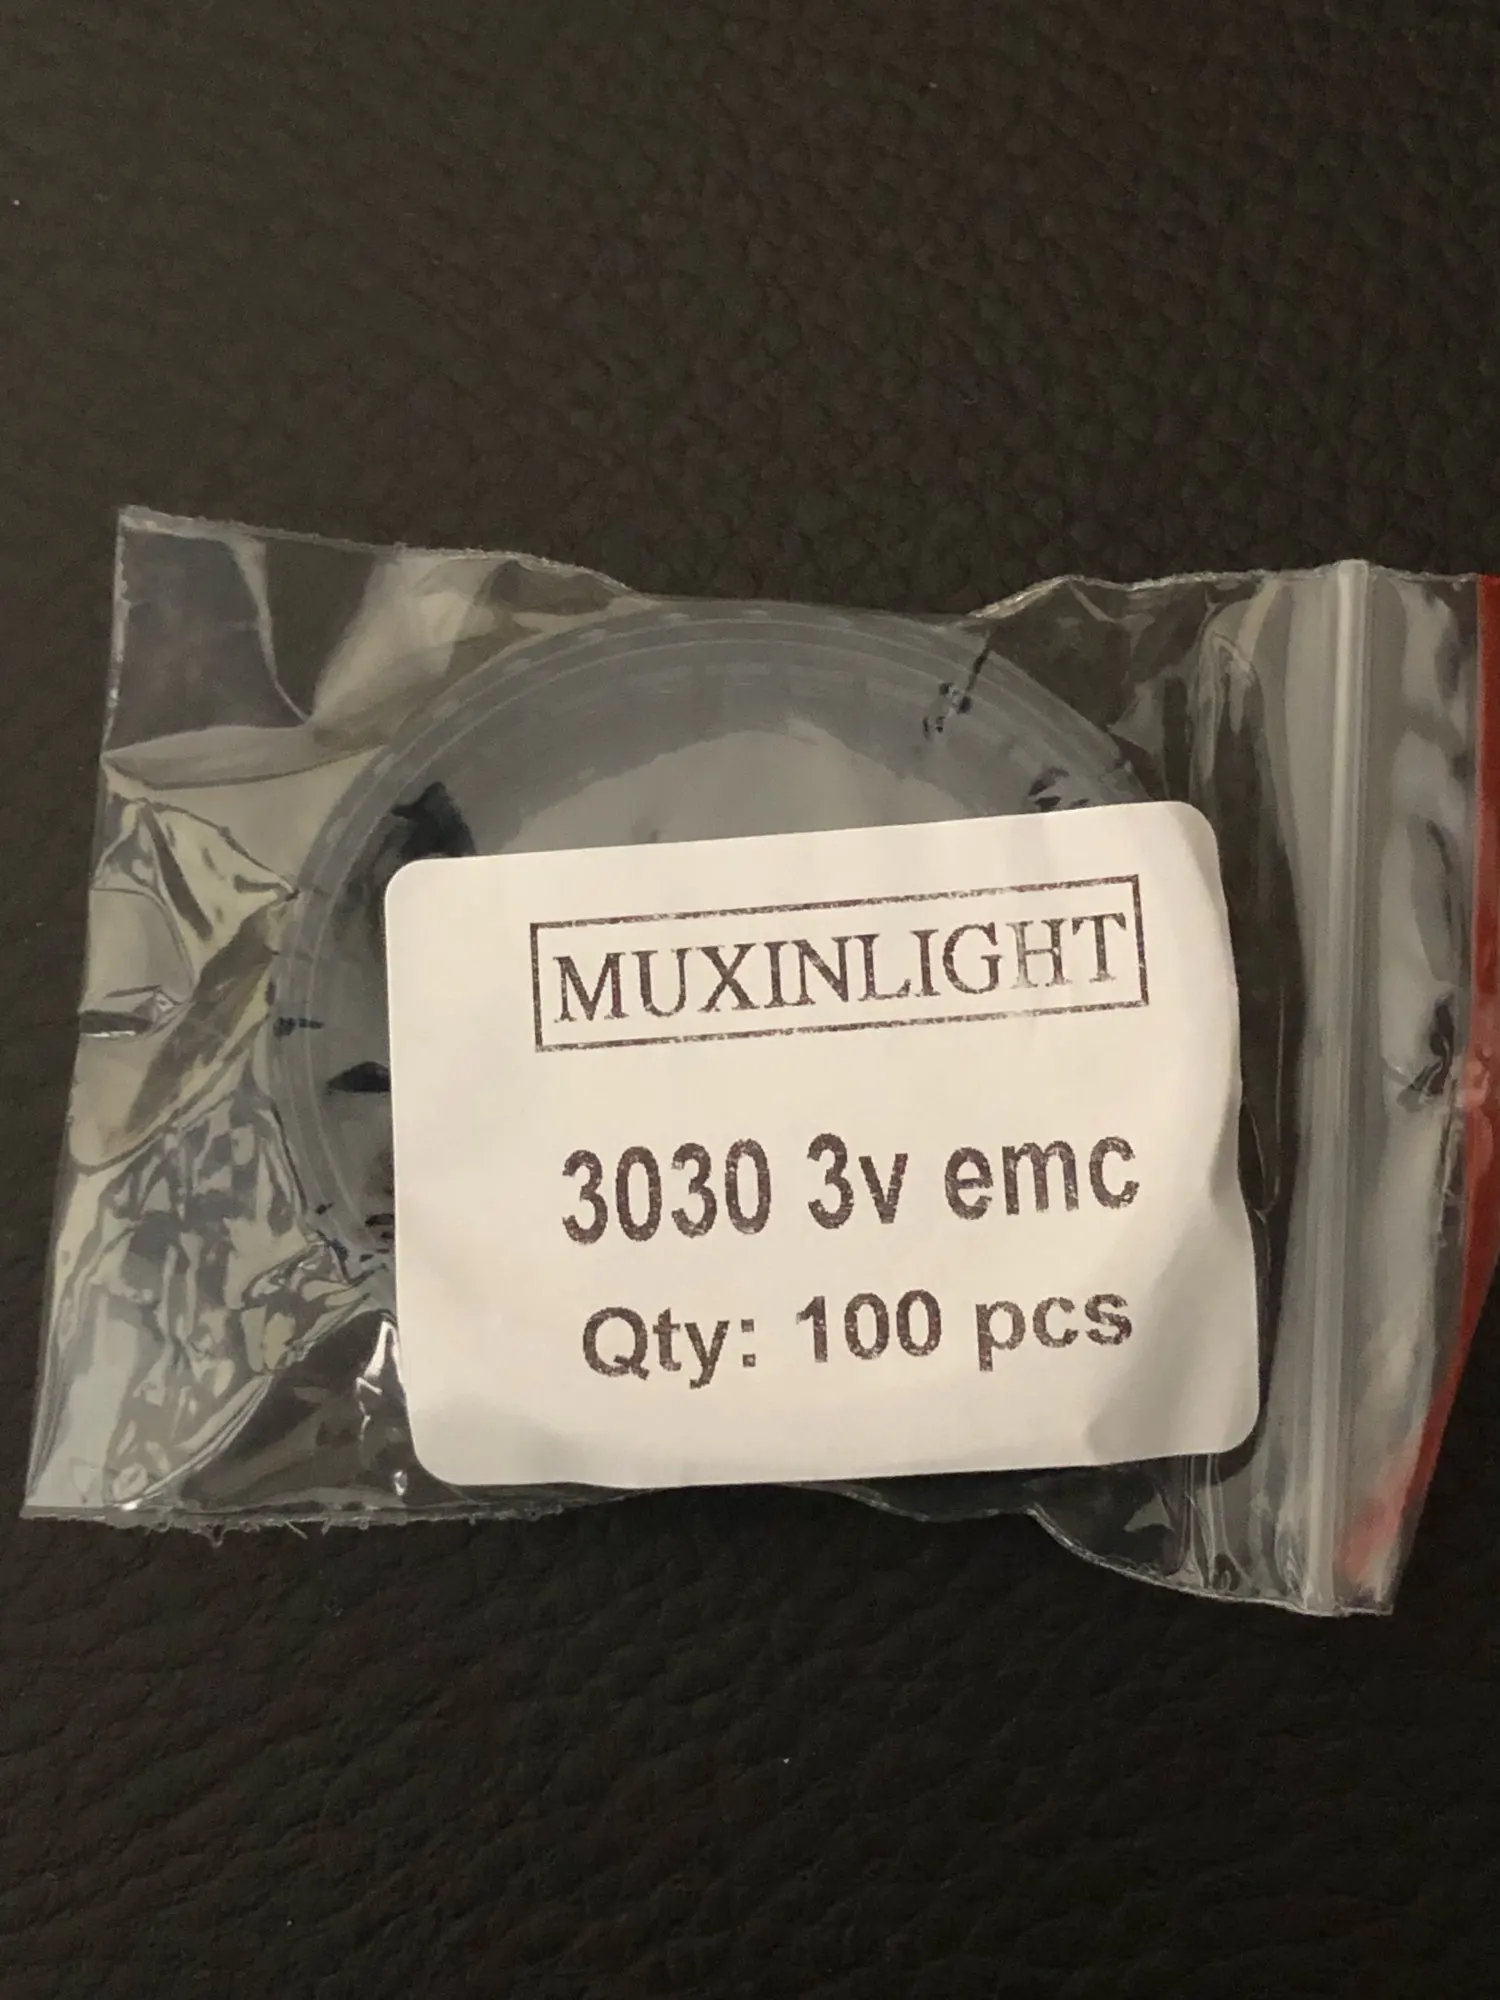 MUXINLIGHT
3030 3v emc
Qty: 100 pcs